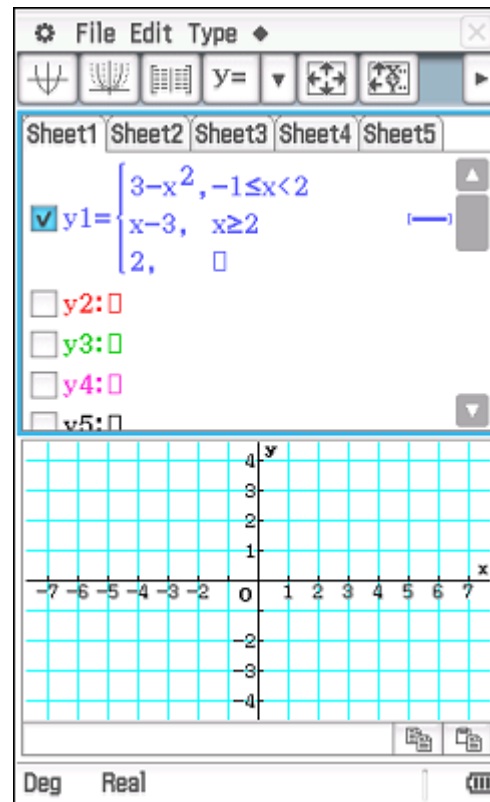 File Edit Type ◆
y=
Sheet1 Sheet2 Sheet3 Sheet4 Sheet5
3−x², −1≤x<2
y1= x−3, x≥2
2, ▯
y2:▯
y3:▯
y4:▯
y5:▯
y
4
3
2
1
x
−7 −6 −5 −4 −3 −2 0 1 2 3 4 5 6 7
−2
−3
−4
Deg Real